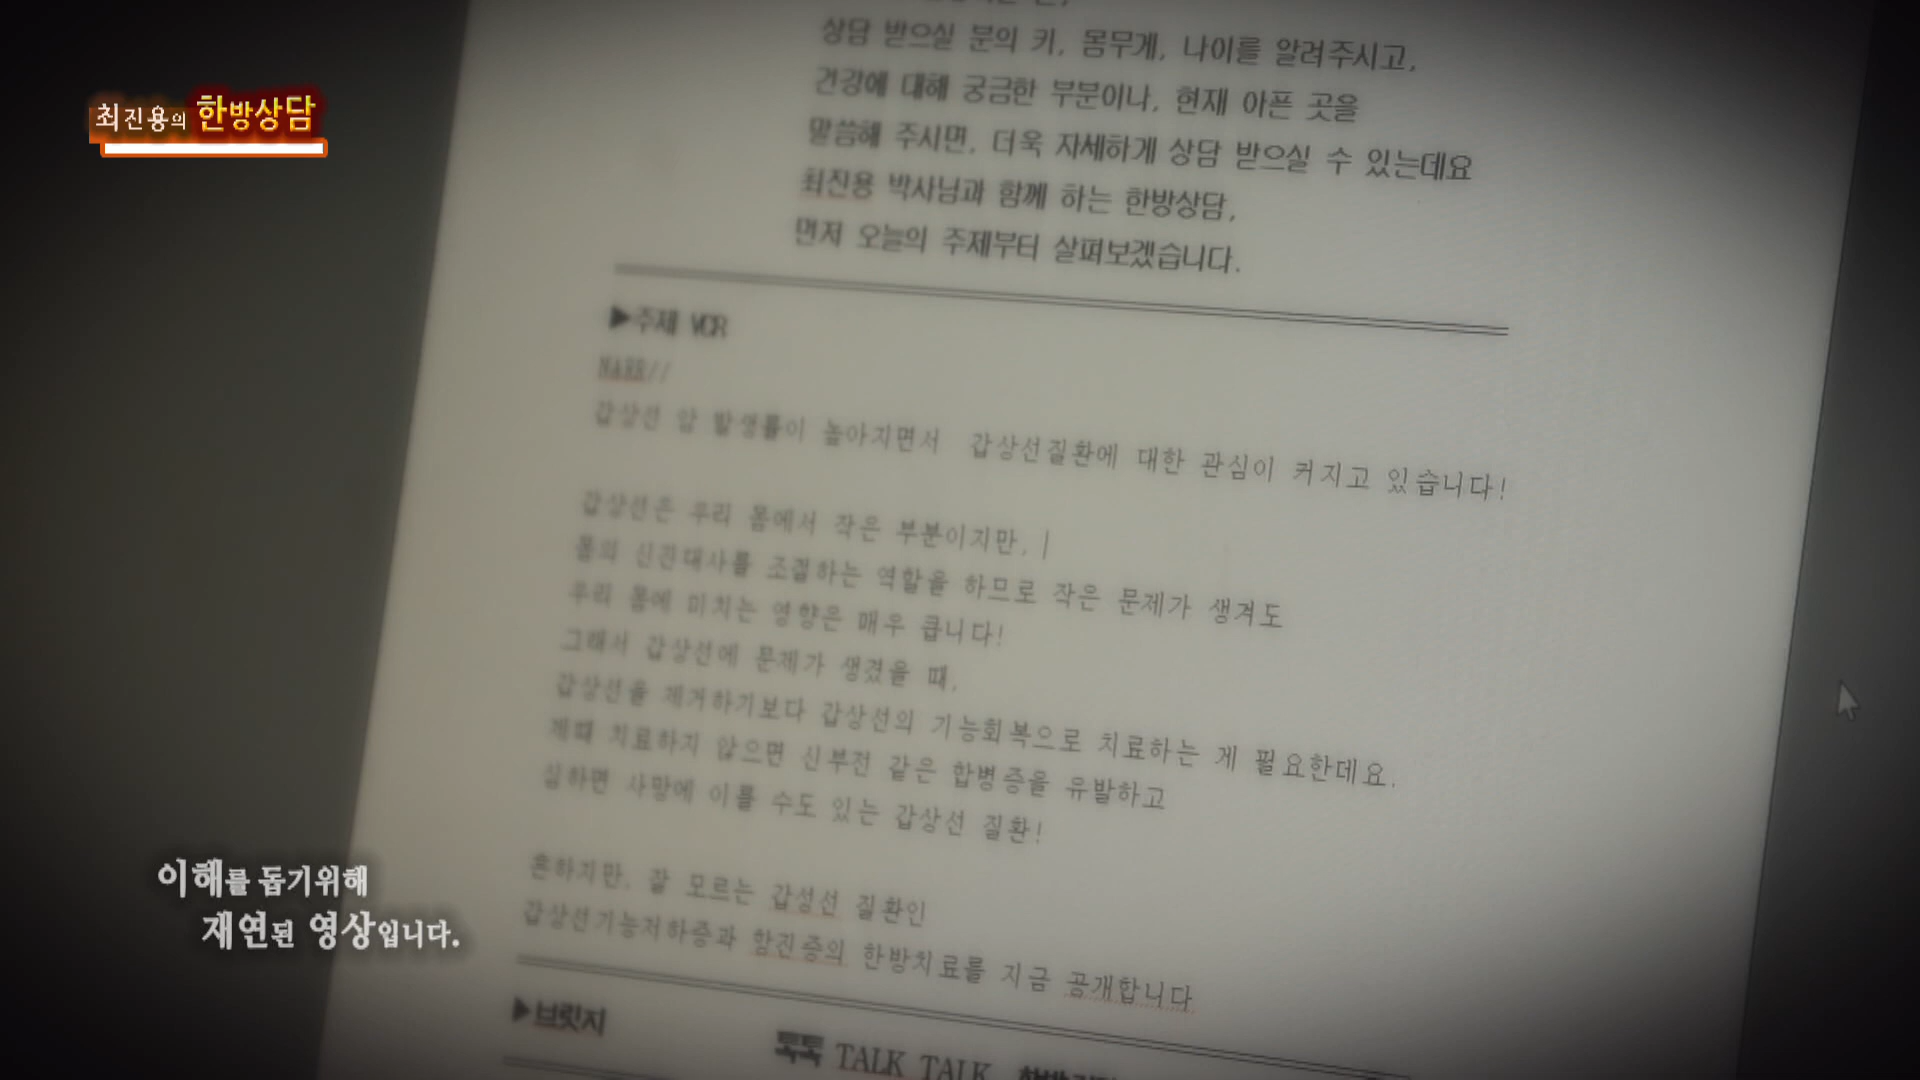 최진용의 한방상담
상담 받으실 분의 키, 몸무게, 나이를 알려주시고,
건강에 대해 궁금한 부분이나, 현재 아픈 곳을
말씀해 주시면, 더욱 자세하게 상담 받으실 수 있는데요
최진용 박사님과 함께 하는 한방상담,
먼저 오늘의 주제부터 살펴보겠습니다.
▶주제 VCR
NARR//
갑상선 암 발생률이 높아지면서 갑상선질환에 대한 관심이 커지고 있습니다!
갑상선은 우리 몸에서 작은 부분이지만,
몸의 신진대사를 조절하는 역할을 하므로 작은 문제가 생겨도
우리 몸에 미치는 영향은 매우 큽니다!
그래서 갑상선에 문제가 생겼을 때,
갑상선을 제거하기보다 갑상선의 기능회복으로 치료하는 게 필요한데요.
제때 치료하지 않으면 신부전 같은 합병증을 유발하고
심하면 사망에 이를 수도 있는 갑상선 질환!
흔하지만, 잘 모르는 갑성선 질환인
갑상선기능저하증과 항진증의 한방치료를 지금 공개합니다
▶브릿지
톡톡 TALK TALK
이해를 돕기위해
재연된 영상입니다.